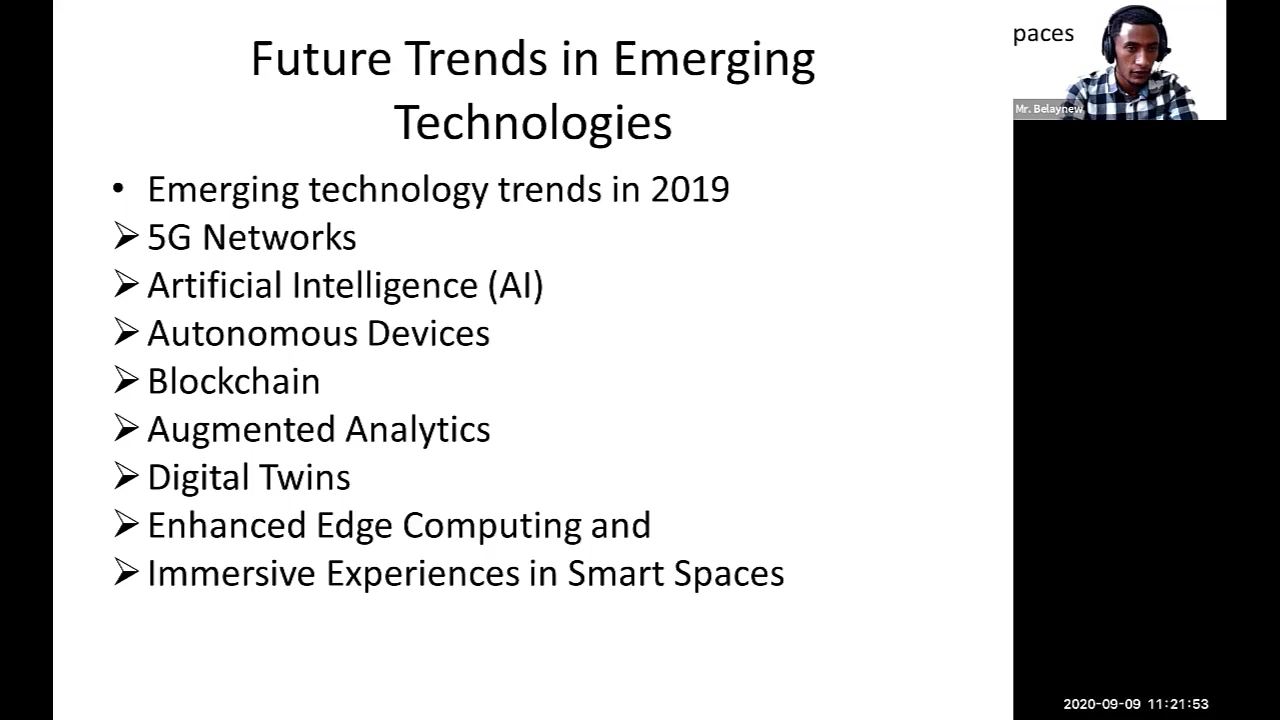 Future Trends in Emerging
Technologies
• Emerging technology trends in 2019
➢ 5G Networks
➢ Artificial Intelligence (AI)
➢ Autonomous Devices
➢ Blockchain
➢ Augmented Analytics
➢ Digital Twins
➢ Enhanced Edge Computing and
➢ Immersive Experiences in Smart Spaces
paces
Mr. Belaynew
2020-09-09 11:21:53